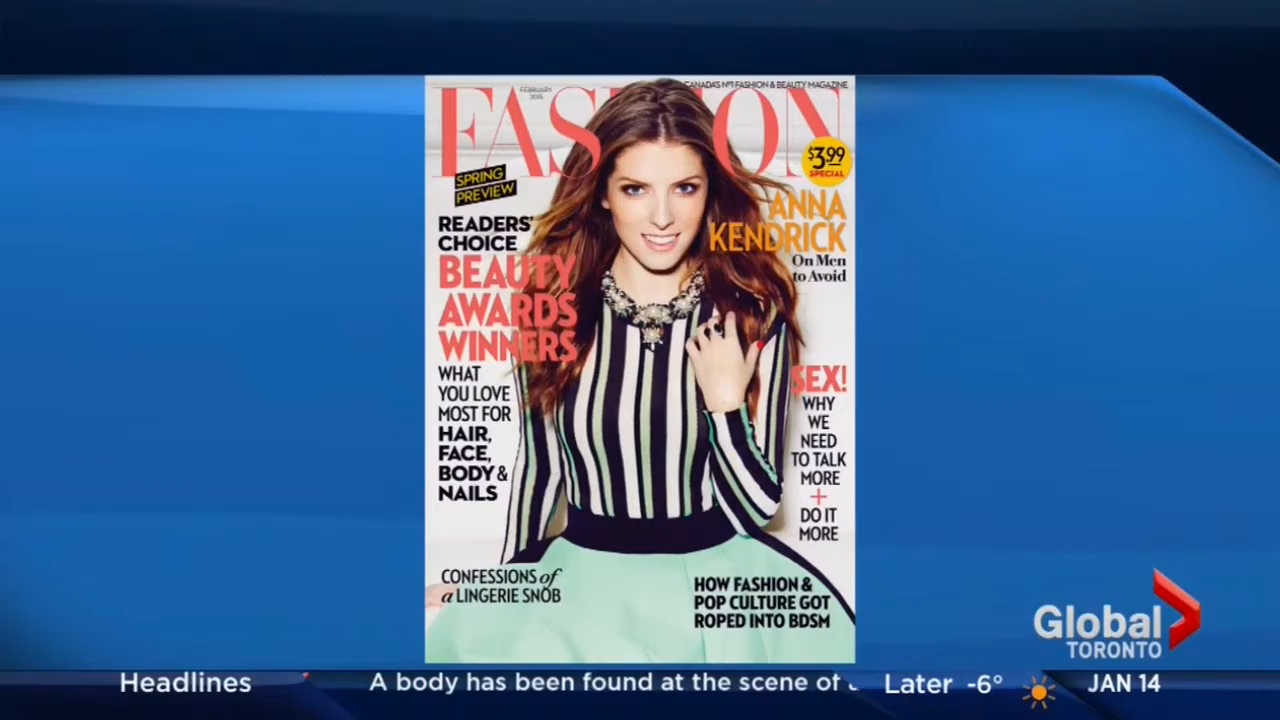 CANADA'S Nº1 FASHION & BEAUTY MAGAZINE
FEBRUARY
FASHION
$3.99
SPECIAL
SPRING
PREVIEW
READERS'
CHOICE
BEAUTY
AWARDS
WINNERS
WHAT
YOU LOVE
MOST FOR
HAIR,
FACE,
BODY &
NAILS
ANNA
KENDRICK
On Men
to Avoid
SEX!
WHY
WE
NEED
TO TALK
MORE
+
DO IT
MORE
CONFESSIONS of
a LINGERIE SNOB
HOW FASHION &
POP CULTURE GOT
ROPED INTO BDSM
Global
TORONTO
Headlines
A body has been found at the scene of
Later -6°
JAN 14